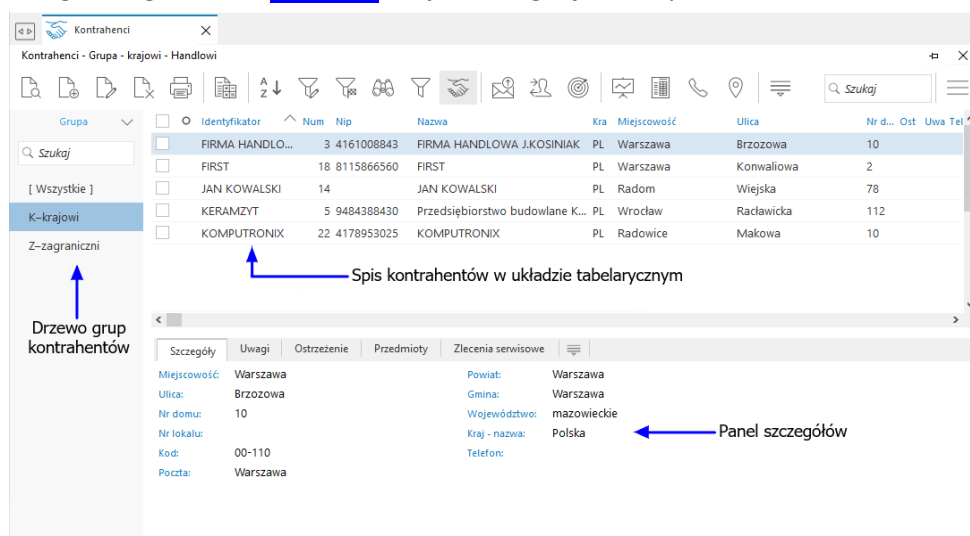 Kontrahenci
Kontrahenci - Grupa - krajowi - Handlowi
A
Z
Szukaj
Grupa
Szukaj
[ Wszystkie ]
K–krajowi
Z–zagraniczni
Identyfikator Num Nip Nazwa Kra Miejscowość Ulica Nr d... Ost Uwa Tel
FIRMA HANDLO... 3 4161008843 FIRMA HANDLOWA J.KOSINIAK PL Warszawa Brzozowa 10
FIRST 18 8115866560 FIRST PL Warszawa Konwaliowa 2
JAN KOWALSKI 14 JAN KOWALSKI PL Radom Wiejska 78
KERAMZYT 5 9484388430 Przedsiębiorstwo budowlane K... PL Wrocław Racławicka 112
KOMPUTRONIX 22 4178953025 KOMPUTRONIX PL Radowice Makowa 10
Spis kontrahentów w układzie tabelarycznym
Drzewo grup
kontrahentów
Szczegóły Uwagi Ostrzeżenie Przedmioty Zlecenia serwisowe
Miejscowość: Warszawa
Ulica: Brzozowa
Nr domu: 10
Nr lokalu:
Kod: 00-110
Poczta: Warszawa
Powiat: Warszawa
Gmina: Warszawa
Województwo: mazowieckie
Kraj - nazwa: Polska
Telefon:
Panel szczegółów